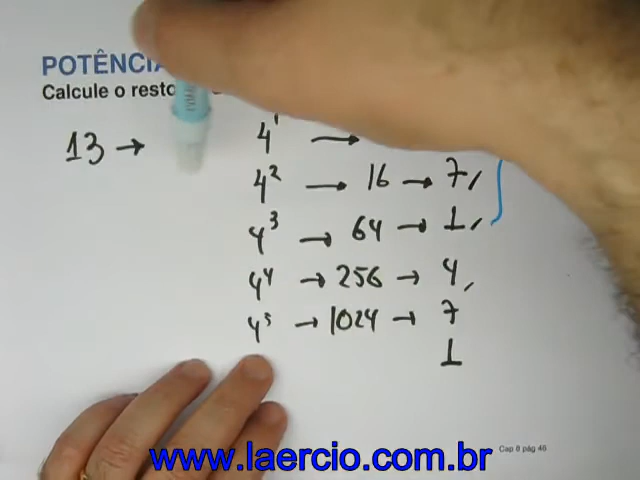 POTÊNCIA
Calcule o resto
13 →
4¹ →
4² → 16 → 7,
4³ → 64 → 1,
4⁴ → 256 → 4,
4⁵ → 1024 → 7
1
Cap 8 pág 46
www.laercio.com.br